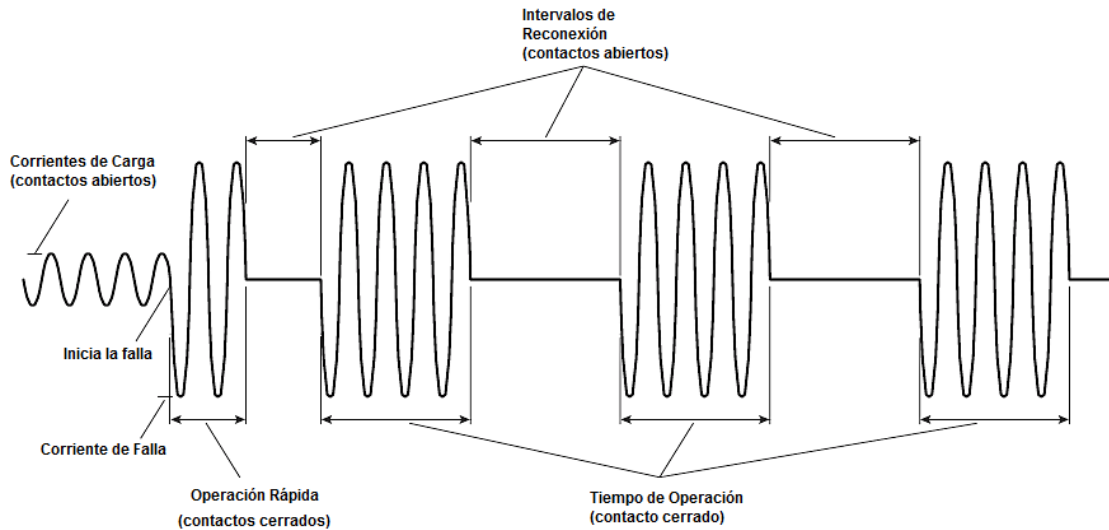 Intervalos de
Reconexión
(contactos abiertos)
Corrientes de Carga
(contactos abiertos)
Inicia la falla
Corriente de Falla
Operación Rápida
(contactos cerrados)
Tiempo de Operación
(contacto cerrado)